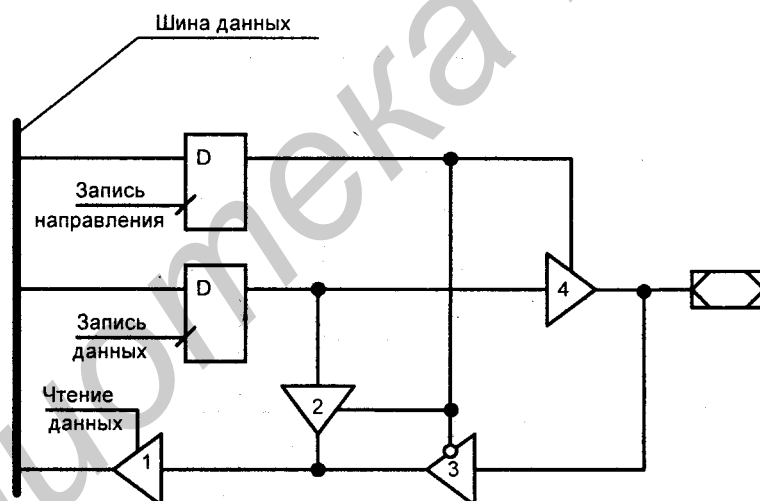 Шина данных
D
Запись
направления
4
D
Запись
данных
Чтение
данных
2
1
3